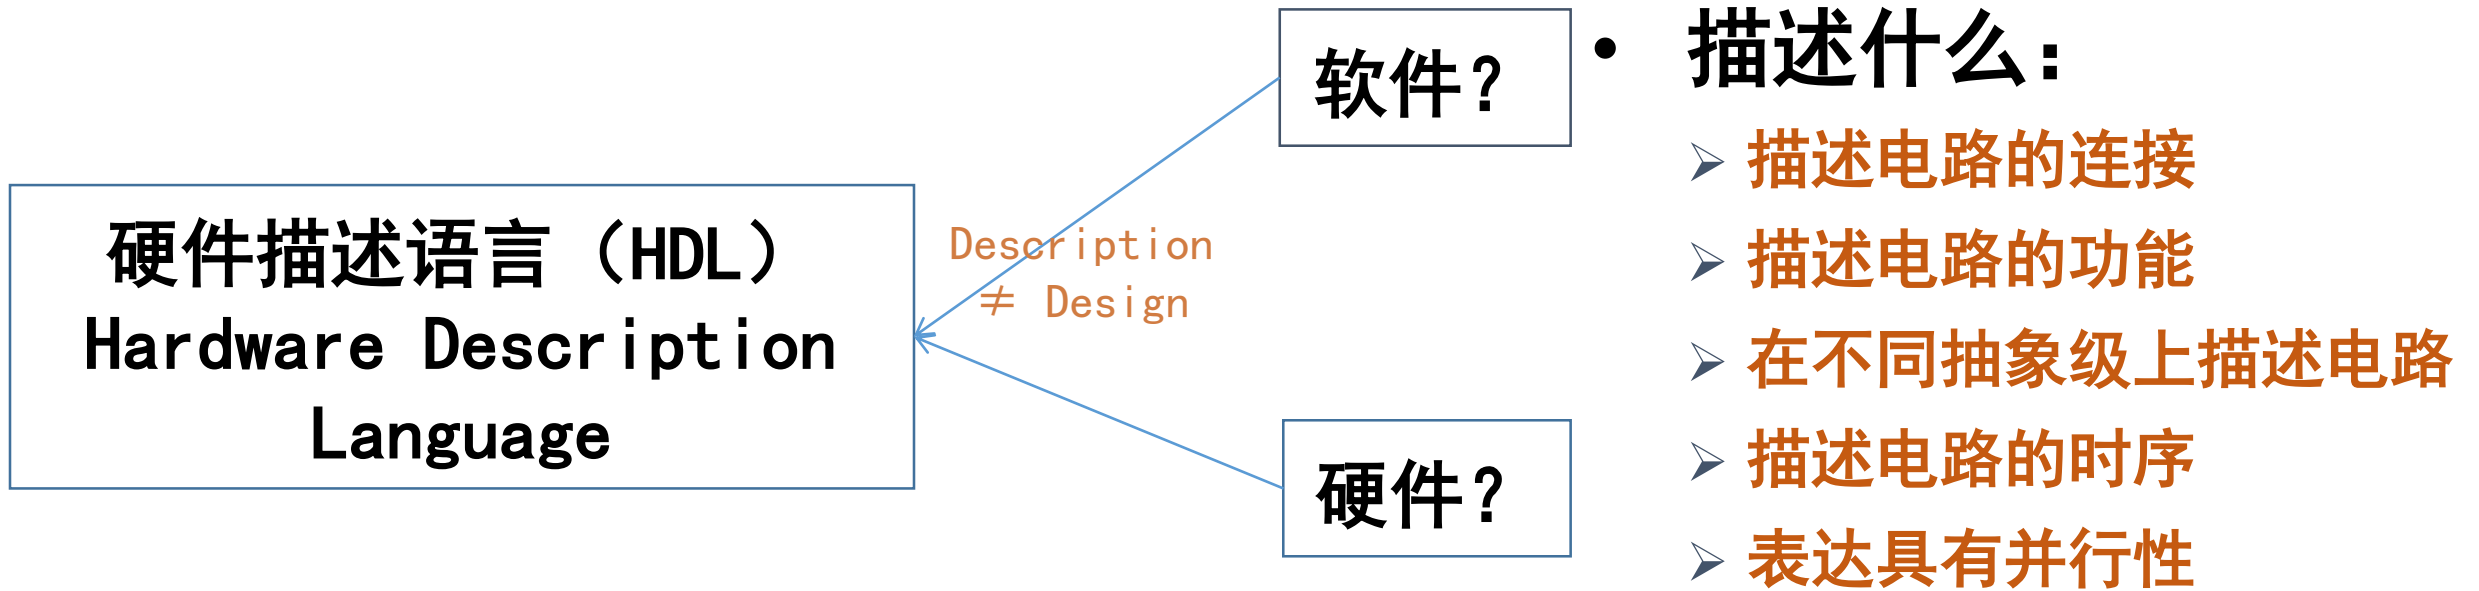 硬件描述语言（HDL）
Hardware Description
Language
Description
≠ Design
软件?
硬件?
• 描述什么：
➢ 描述电路的连接
➢ 描述电路的功能
➢ 在不同抽象级上描述电路
➢ 描述电路的时序
➢ 表达具有并行性